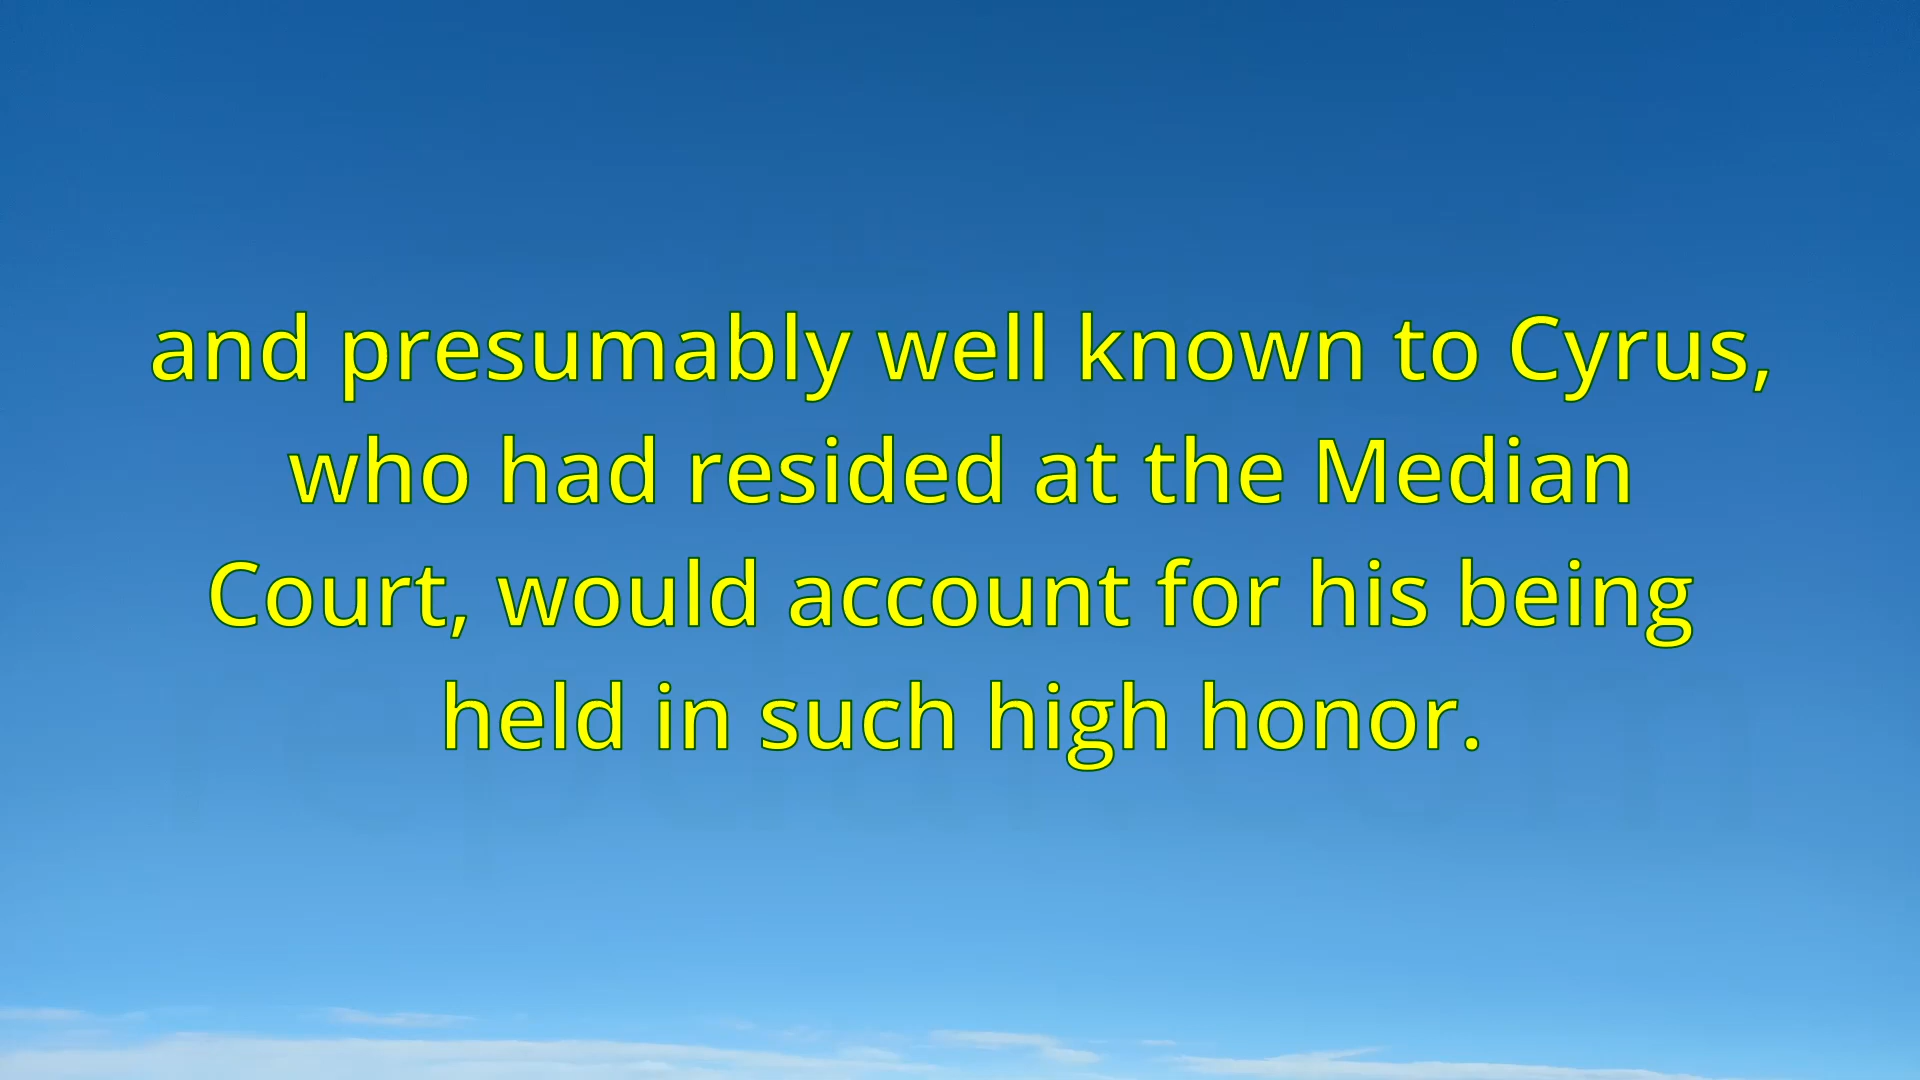 and presumably well known to Cyrus,
who had resided at the Median
Court, would account for his being
held in such high honor.